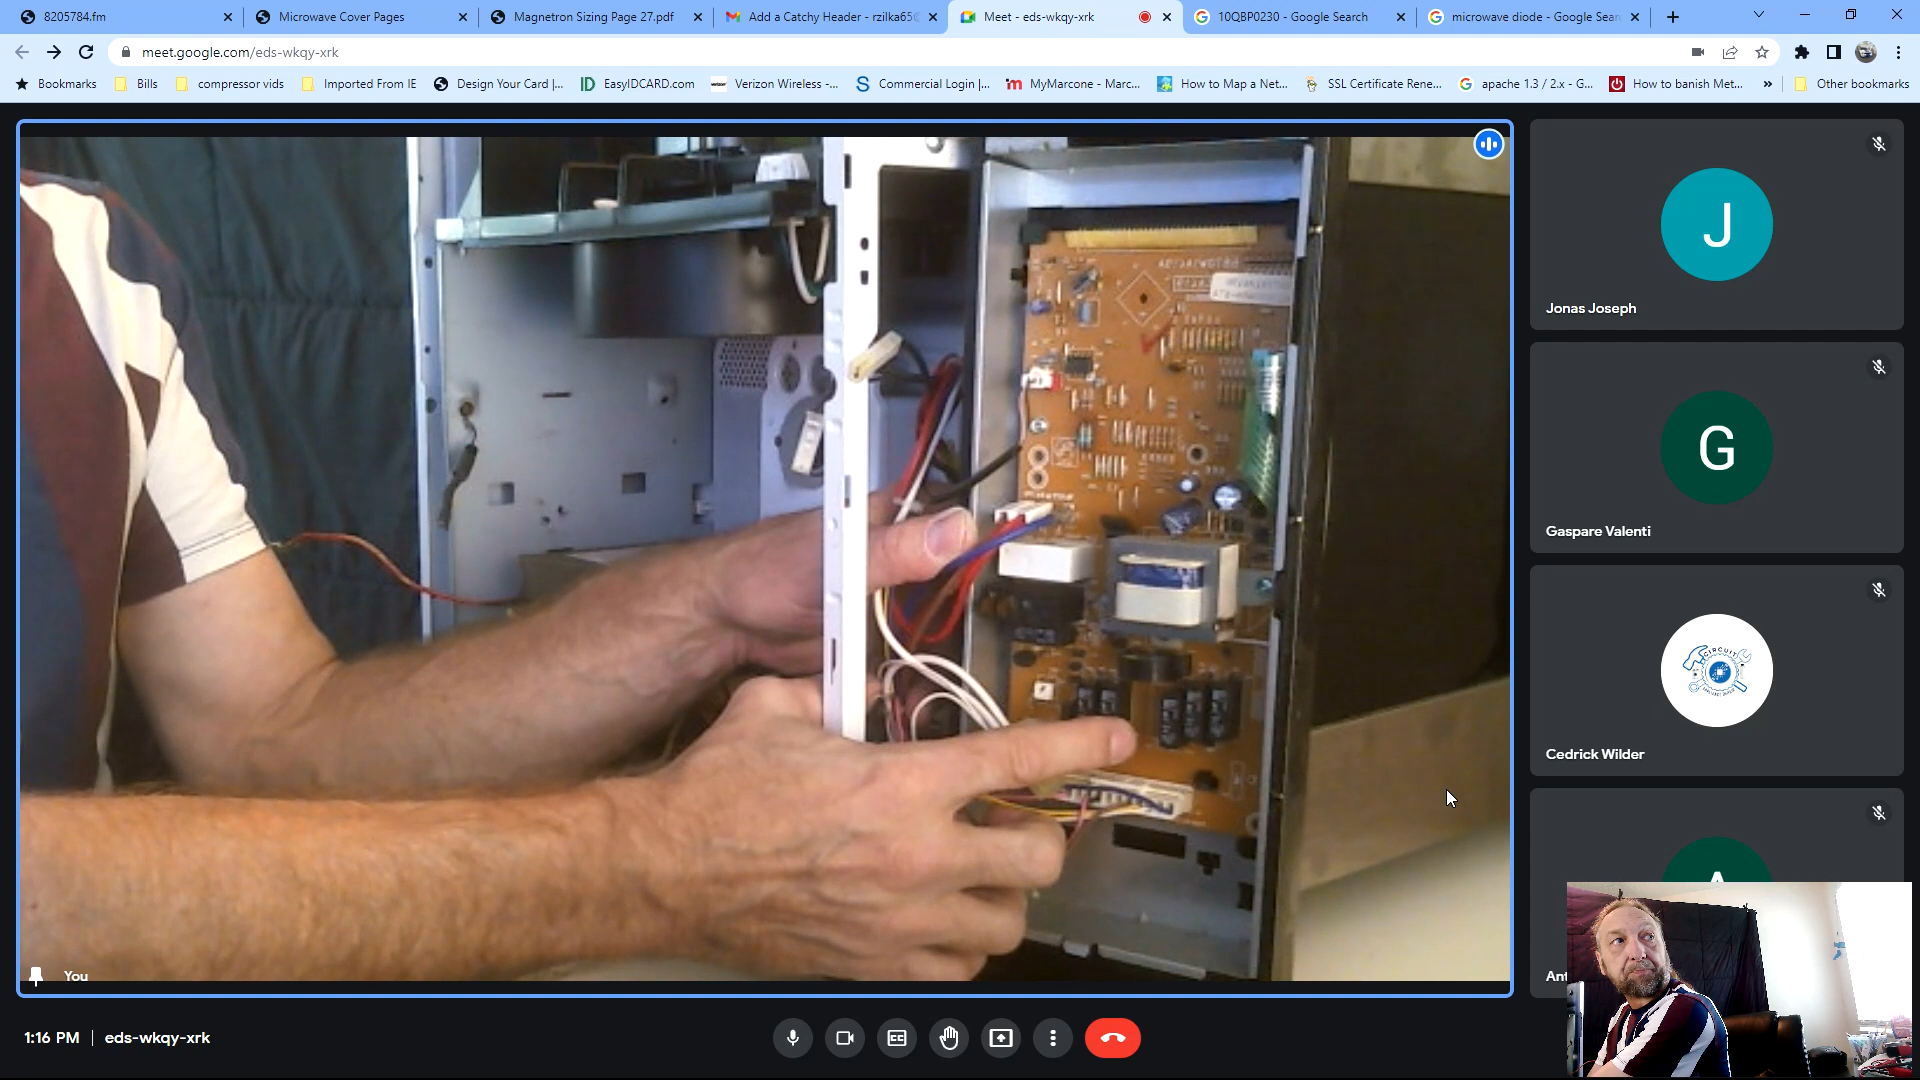 8205784.fm
Microwave Cover Pages
Magnetron Sizing Page 27.pdf
Add a Catchy Header - rzilka65
Meet - eds-wkqy-xrk
10QBP0230 - Google Search
microwave diode - Google Sear
meet.google.com/eds-wkqy-xrk
Bookmarks
Bills
compressor vids
Imported From IE
Design Your Card |...
EasyIDCARD.com
Verizon Wireless -...
Commercial Login |...
MyMarcone - Marc...
How to Map a Net...
SSL Certificate Rene...
apache 1.3 / 2.x - G...
How to banish Met...
Other bookmarks
J
Jonas Joseph
G
Gaspare Valenti
CIRCUIT
Cedrick Wilder
A
Ant
You
1:16 PM | eds-wkqy-xrk